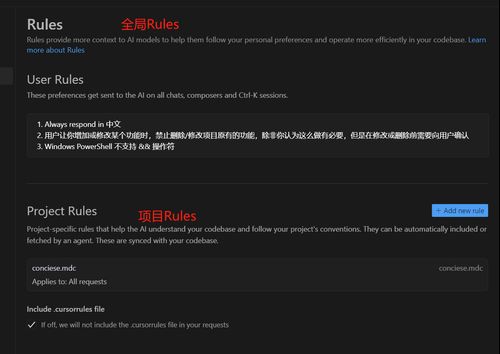 Rules
全局Rules
Rules provide more context to AI models to help them follow your personal preferences and operate more efficiently in your codebase. Learn
more about Rules
User Rules
These preferences get sent to the AI on all chats, composers and Ctrl-K sessions.
1. Always respond in 中文
2. 用户让你增加或修改某个功能时，禁止删除/修改项目原有的功能，除非你认为这么做有必要，但是在修改或删除前需要向用户确认
3. Windows PowerShell 不支持 && 操作符
Project Rules
项目Rules
+ Add new rule
Project-specific rules that help the AI understand your codebase and follow your project's conventions. They can be automatically included or
fetched by an agent. These are synced with your codebase.
conciese.mdc
conciese.mdc
Applies to: All requests
Include .cursorrules file
If off, we will not include the .cursorrules file in your requests